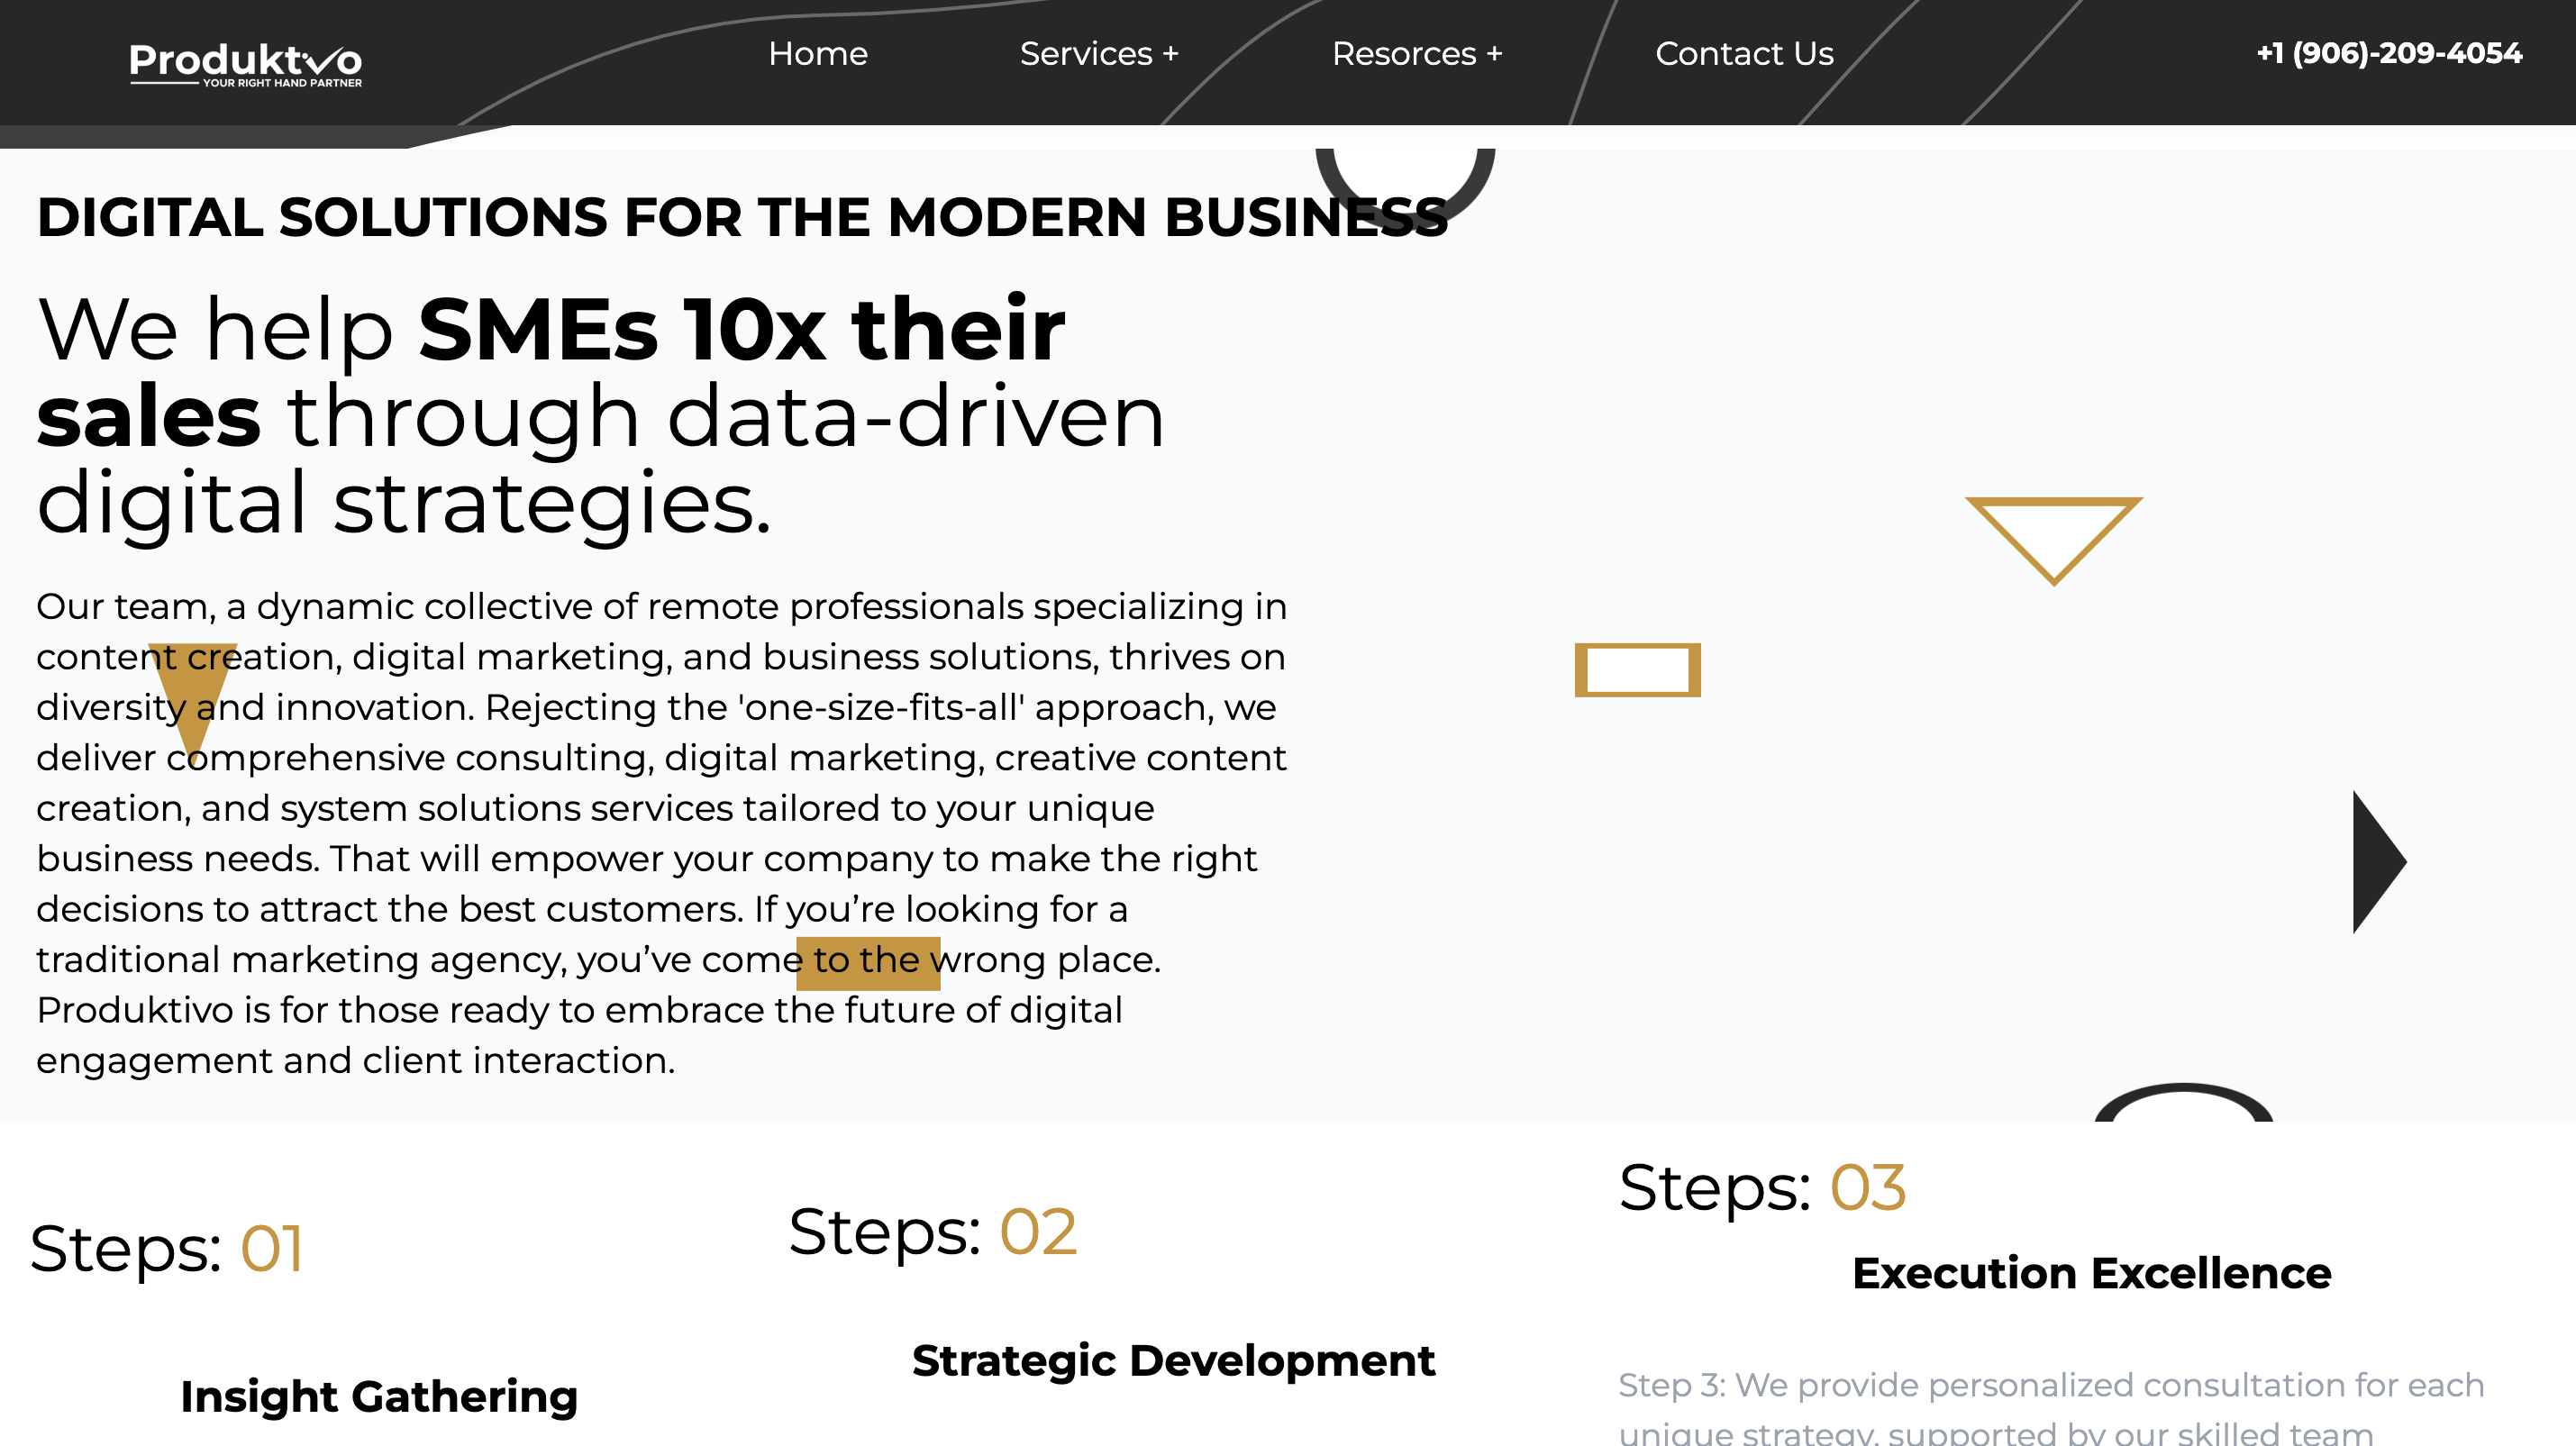 Produktivo
YOUR RIGHT HAND PARTNER
Home
Services +
Resorces +
Contact Us
+1 (906)-209-4054
DIGITAL SOLUTIONS FOR THE MODERN BUSINESS
We help SMEs 10x their
sales through data-driven
digital strategies.
Our team, a dynamic collective of remote professionals specializing in
content creation, digital marketing, and business solutions, thrives on
diversity and innovation. Rejecting the 'one-size-fits-all' approach, we
deliver comprehensive consulting, digital marketing, creative content
creation, and system solutions services tailored to your unique
business needs. That will empower your company to make the right
decisions to attract the best customers. If you’re looking for a
traditional marketing agency, you’ve come to the wrong place.
Produktivo is for those ready to embrace the future of digital
engagement and client interaction.
Steps: 01
Insight Gathering
Steps: 02
Strategic Development
Steps: 03
Execution Excellence
Step 3: We provide personalized consultation for each
unique strategy, supported by our skilled team